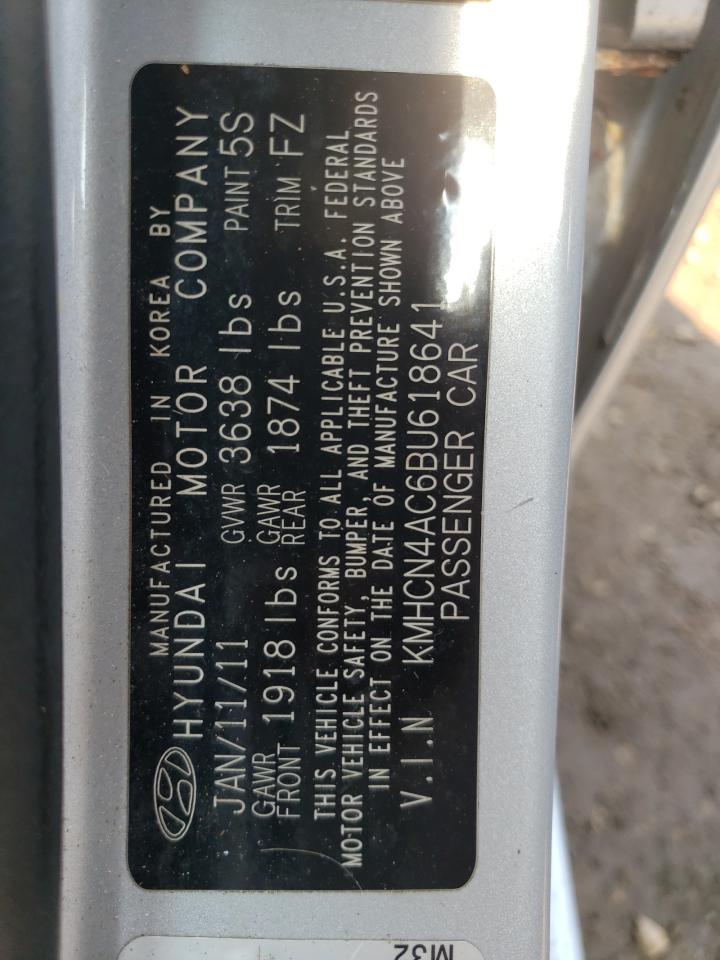 MANUFACTURED IN KOREA BY
HYUNDAI MOTOR COMPANY
JAN/11/11 GVWR 3638 lbs PAINT 5S
GAWR FRONT 1918 lbs GAWR REAR 1874 lbs TRIM FZ
THIS VEHICLE CONFORMS TO ALL APPLICABLE U.S.A. FEDERAL
MOTOR VEHICLE SAFETY, BUMPER, AND THEFT PREVENTION STANDARDS
IN EFFECT ON THE DATE OF MANUFACTURE SHOWN ABOVE
V.I.N KMHCN4AC6BU618641
PASSENGER CAR
M32